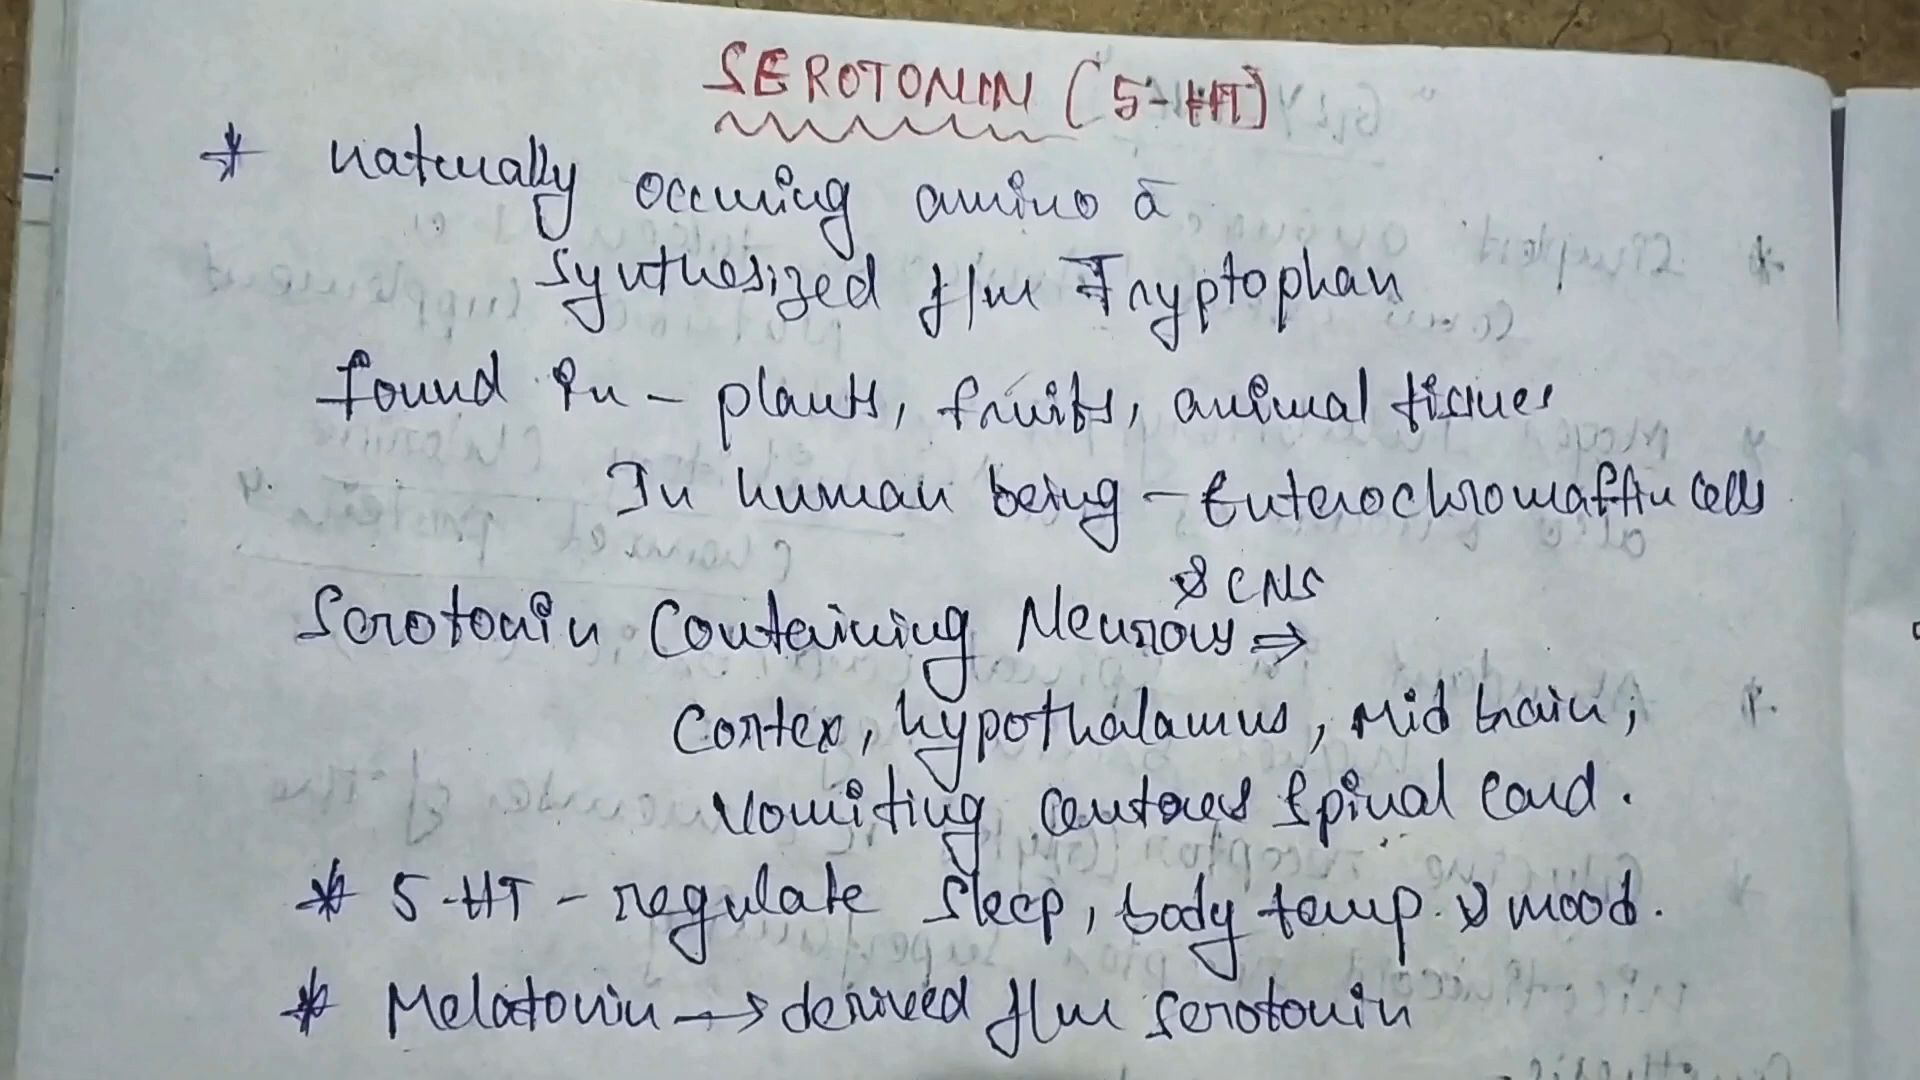 SEROTONIN (5-HT)
* naturally occuring amino a
synthesized f/m Tryptophan
found in - plants, fruits, animal tissues
In human being - Enterochromaffin cells
& CNS
Serotonin Containing Neurons ⇒
Cortex, hypothalamus, Mid brain,
Vomiting centres Spinal cord.
* 5-HT - regulate sleep, body temp. & mood.
* Melatonin → derived f/m serotonin